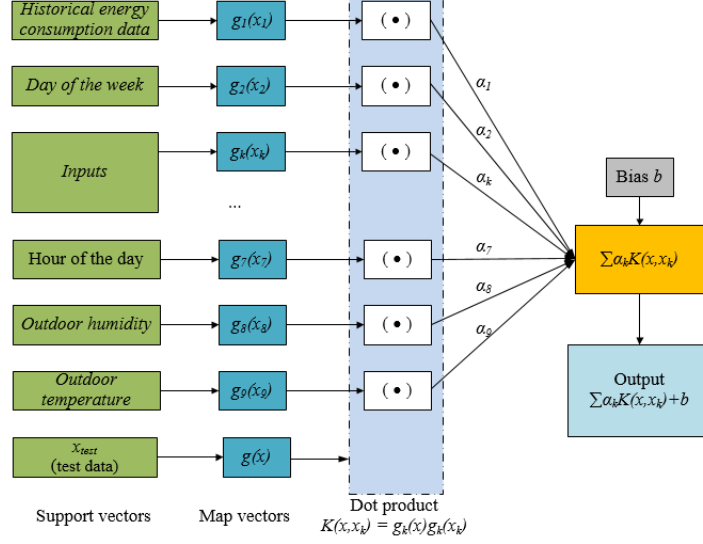 Historical energy
consumption data
g₁(x₁)
( • )
α₁
Day of the week
g₂(x₂)
( • )
α₂
Inputs
gₖ(xₖ)
( • )
αₖ
...
Bias b
Hour of the day
g₇(x₇)
( • )
α₇
∑αₖK(x,xₖ)
Outdoor humidity
g₈(x₈)
( • )
α₈
Outdoor
temperature
g₉(x₉)
( • )
α₉
Output
∑αₖK(x,xₖ)+b
xₜₑₛₜ
(test data)
g(x)
Support vectors
Map vectors
Dot product
K(x,xₖ) = gₖ(x)gₖ(xₖ)